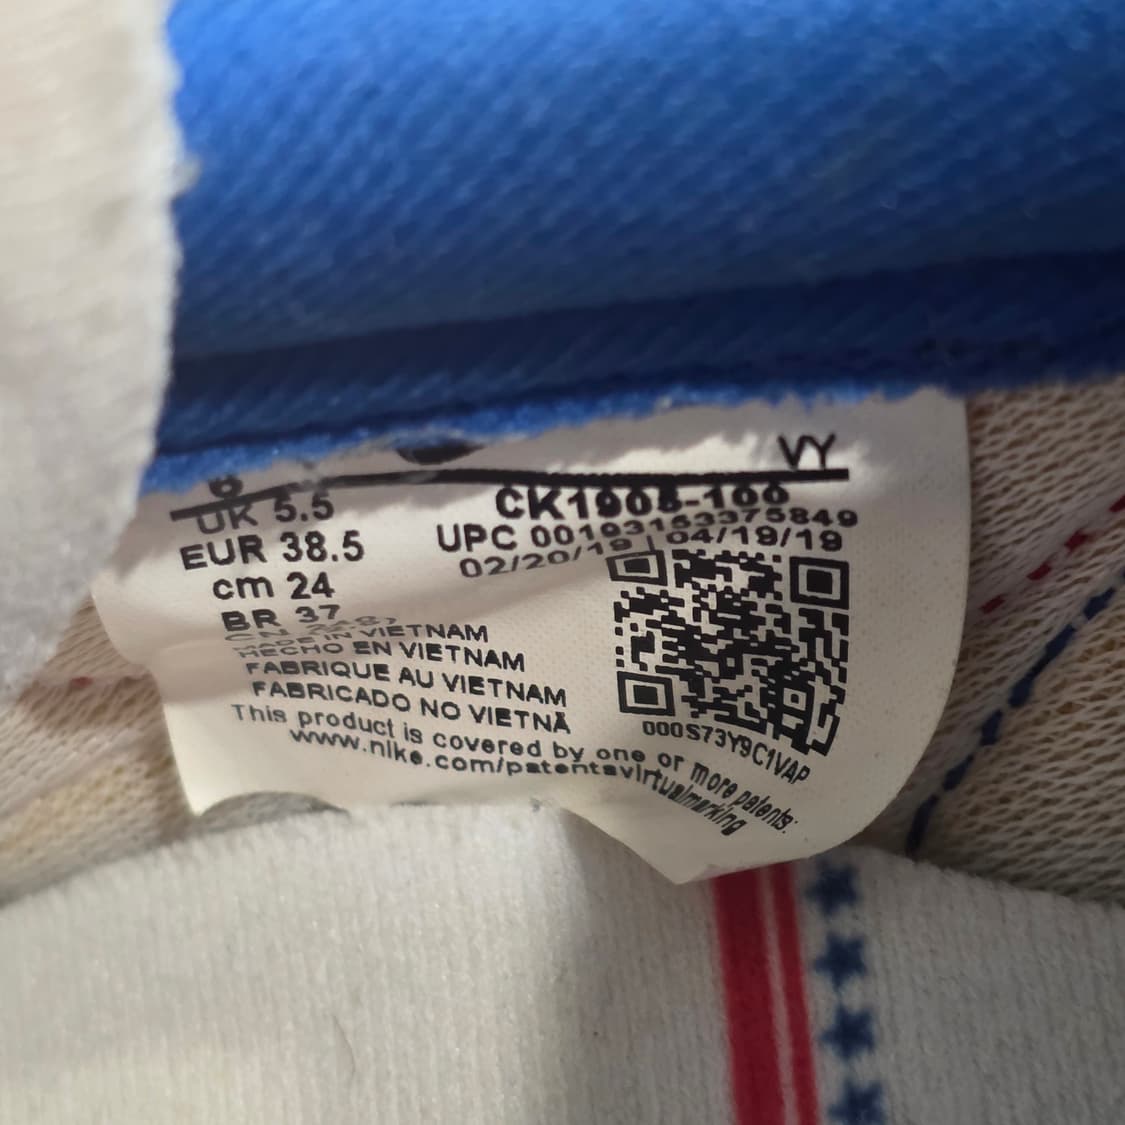 VY
6
UK 5.5
CK1908-100
EUR 38.5
UPC 00193153375849
cm 24
02/20/19 | 04/19/19
BR 37
VIETNAM
HECHO EN VIETNAM
FABRIQUE AU VIETNAM
FABRICADO NO VIETNÃ
000S73Y9C1VAP
This product is covered by one or more patents:
www.nike.com/patentsvirtualmarking